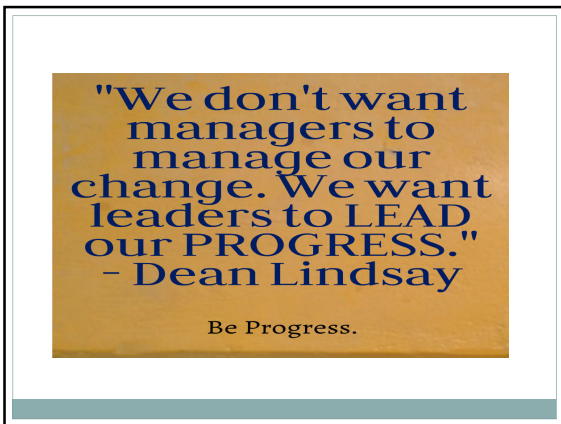 "We don't want
managers to
manage our
change. We want
leaders to LEAD
our PROGRESS."
- Dean Lindsay
Be Progress.